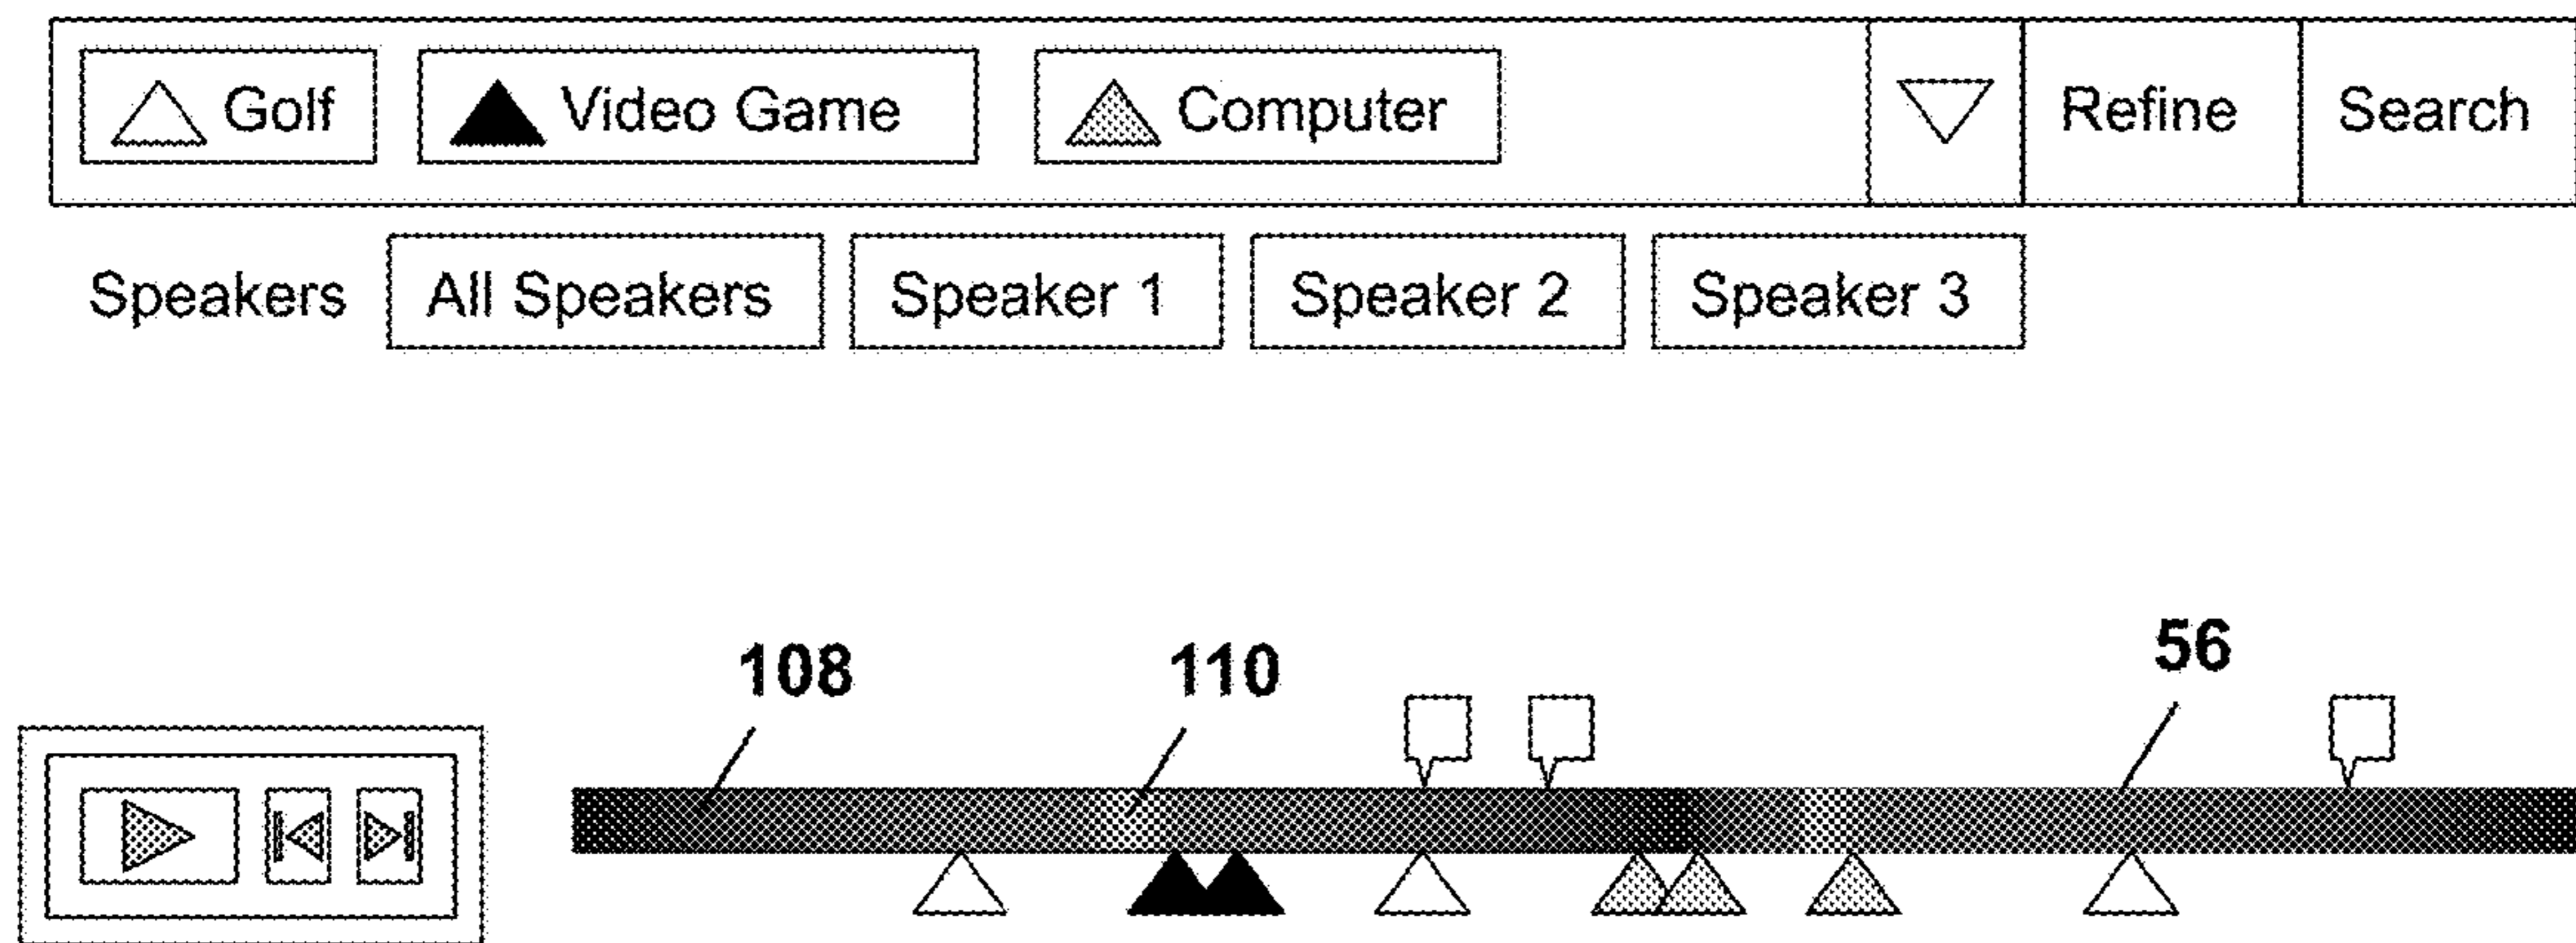 Golf Video Game Computer Refine Search
Speakers All Speakers Speaker 1 Speaker 2 Speaker 3
108 110 56